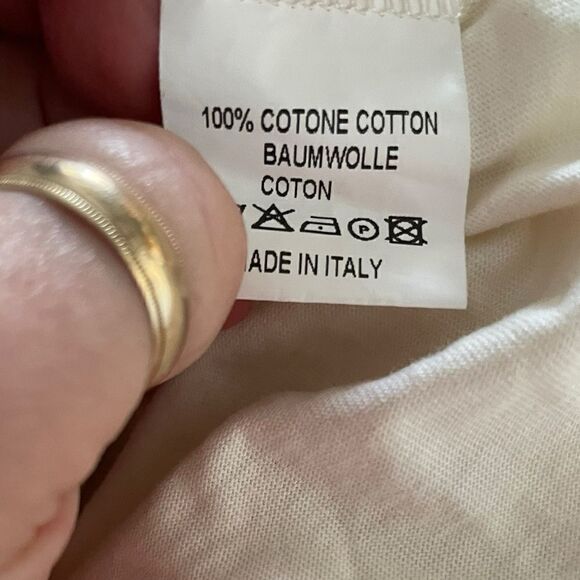 100% COTONE COTTON
BAUMWOLLE
COTON
P
ADE IN ITALY